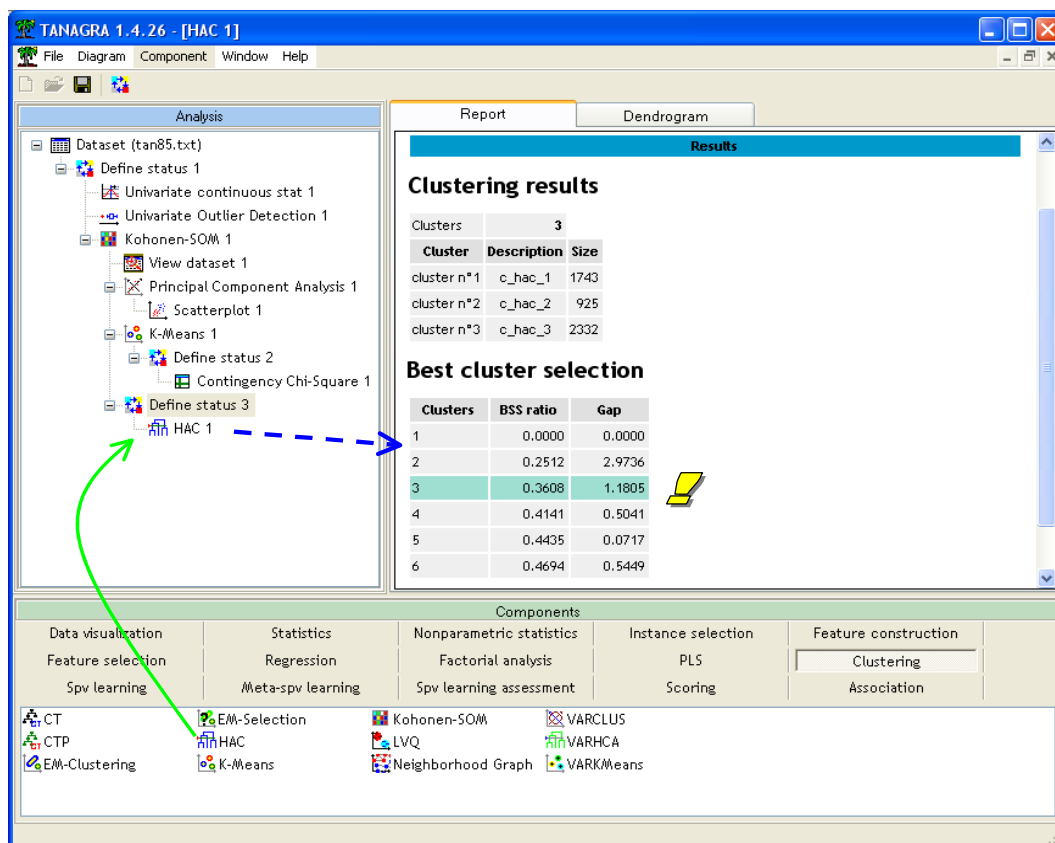 TANAGRA 1.4.26 - [HAC 1]
File Diagram Component Window Help
Analysis
Dataset (tan85.txt)
Define status 1
Univariate continuous stat 1
Univariate Outlier Detection 1
Kohonen-SOM 1
View dataset 1
Principal Component Analysis 1
Scatterplot 1
K-Means 1
Define status 2
Contingency Chi-Square 1
Define status 3
HAC 1
Report Dendrogram
Results
Clustering results
Clusters 3
Cluster Description Size
cluster n°1 c_hac_1 1743
cluster n°2 c_hac_2 925
cluster n°3 c_hac_3 2332
Best cluster selection
Clusters BSS ratio Gap
1 0.0000 0.0000
2 0.2512 2.9736
3 0.3608 1.1805
4 0.4141 0.5041
5 0.4435 0.0717
6 0.4694 0.5449
Components
Data visualization Statistics Nonparametric statistics Instance selection Feature construction
Feature selection Regression Factorial analysis PLS Clustering
Spv learning Meta-spv learning Spv learning assessment Scoring Association
CT EM-Selection Kohonen-SOM VARCLUS
CTP HAC LVQ VARHCA
EM-Clustering K-Means Neighborhood Graph VARKMeans